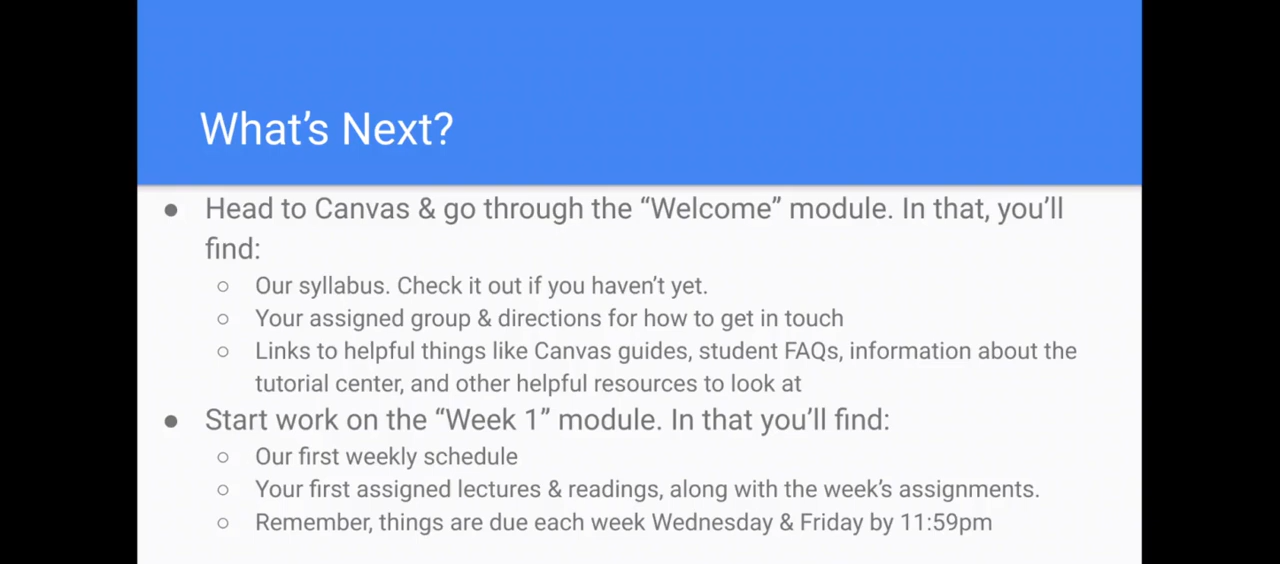 What’s Next?
● Head to Canvas & go through the “Welcome” module. In that, you’ll
find:
○ Our syllabus. Check it out if you haven’t yet.
○ Your assigned group & directions for how to get in touch
○ Links to helpful things like Canvas guides, student FAQs, information about the
tutorial center, and other helpful resources to look at
● Start work on the “Week 1” module. In that you’ll find:
○ Our first weekly schedule
○ Your first assigned lectures & readings, along with the week’s assignments.
○ Remember, things are due each week Wednesday & Friday by 11:59pm